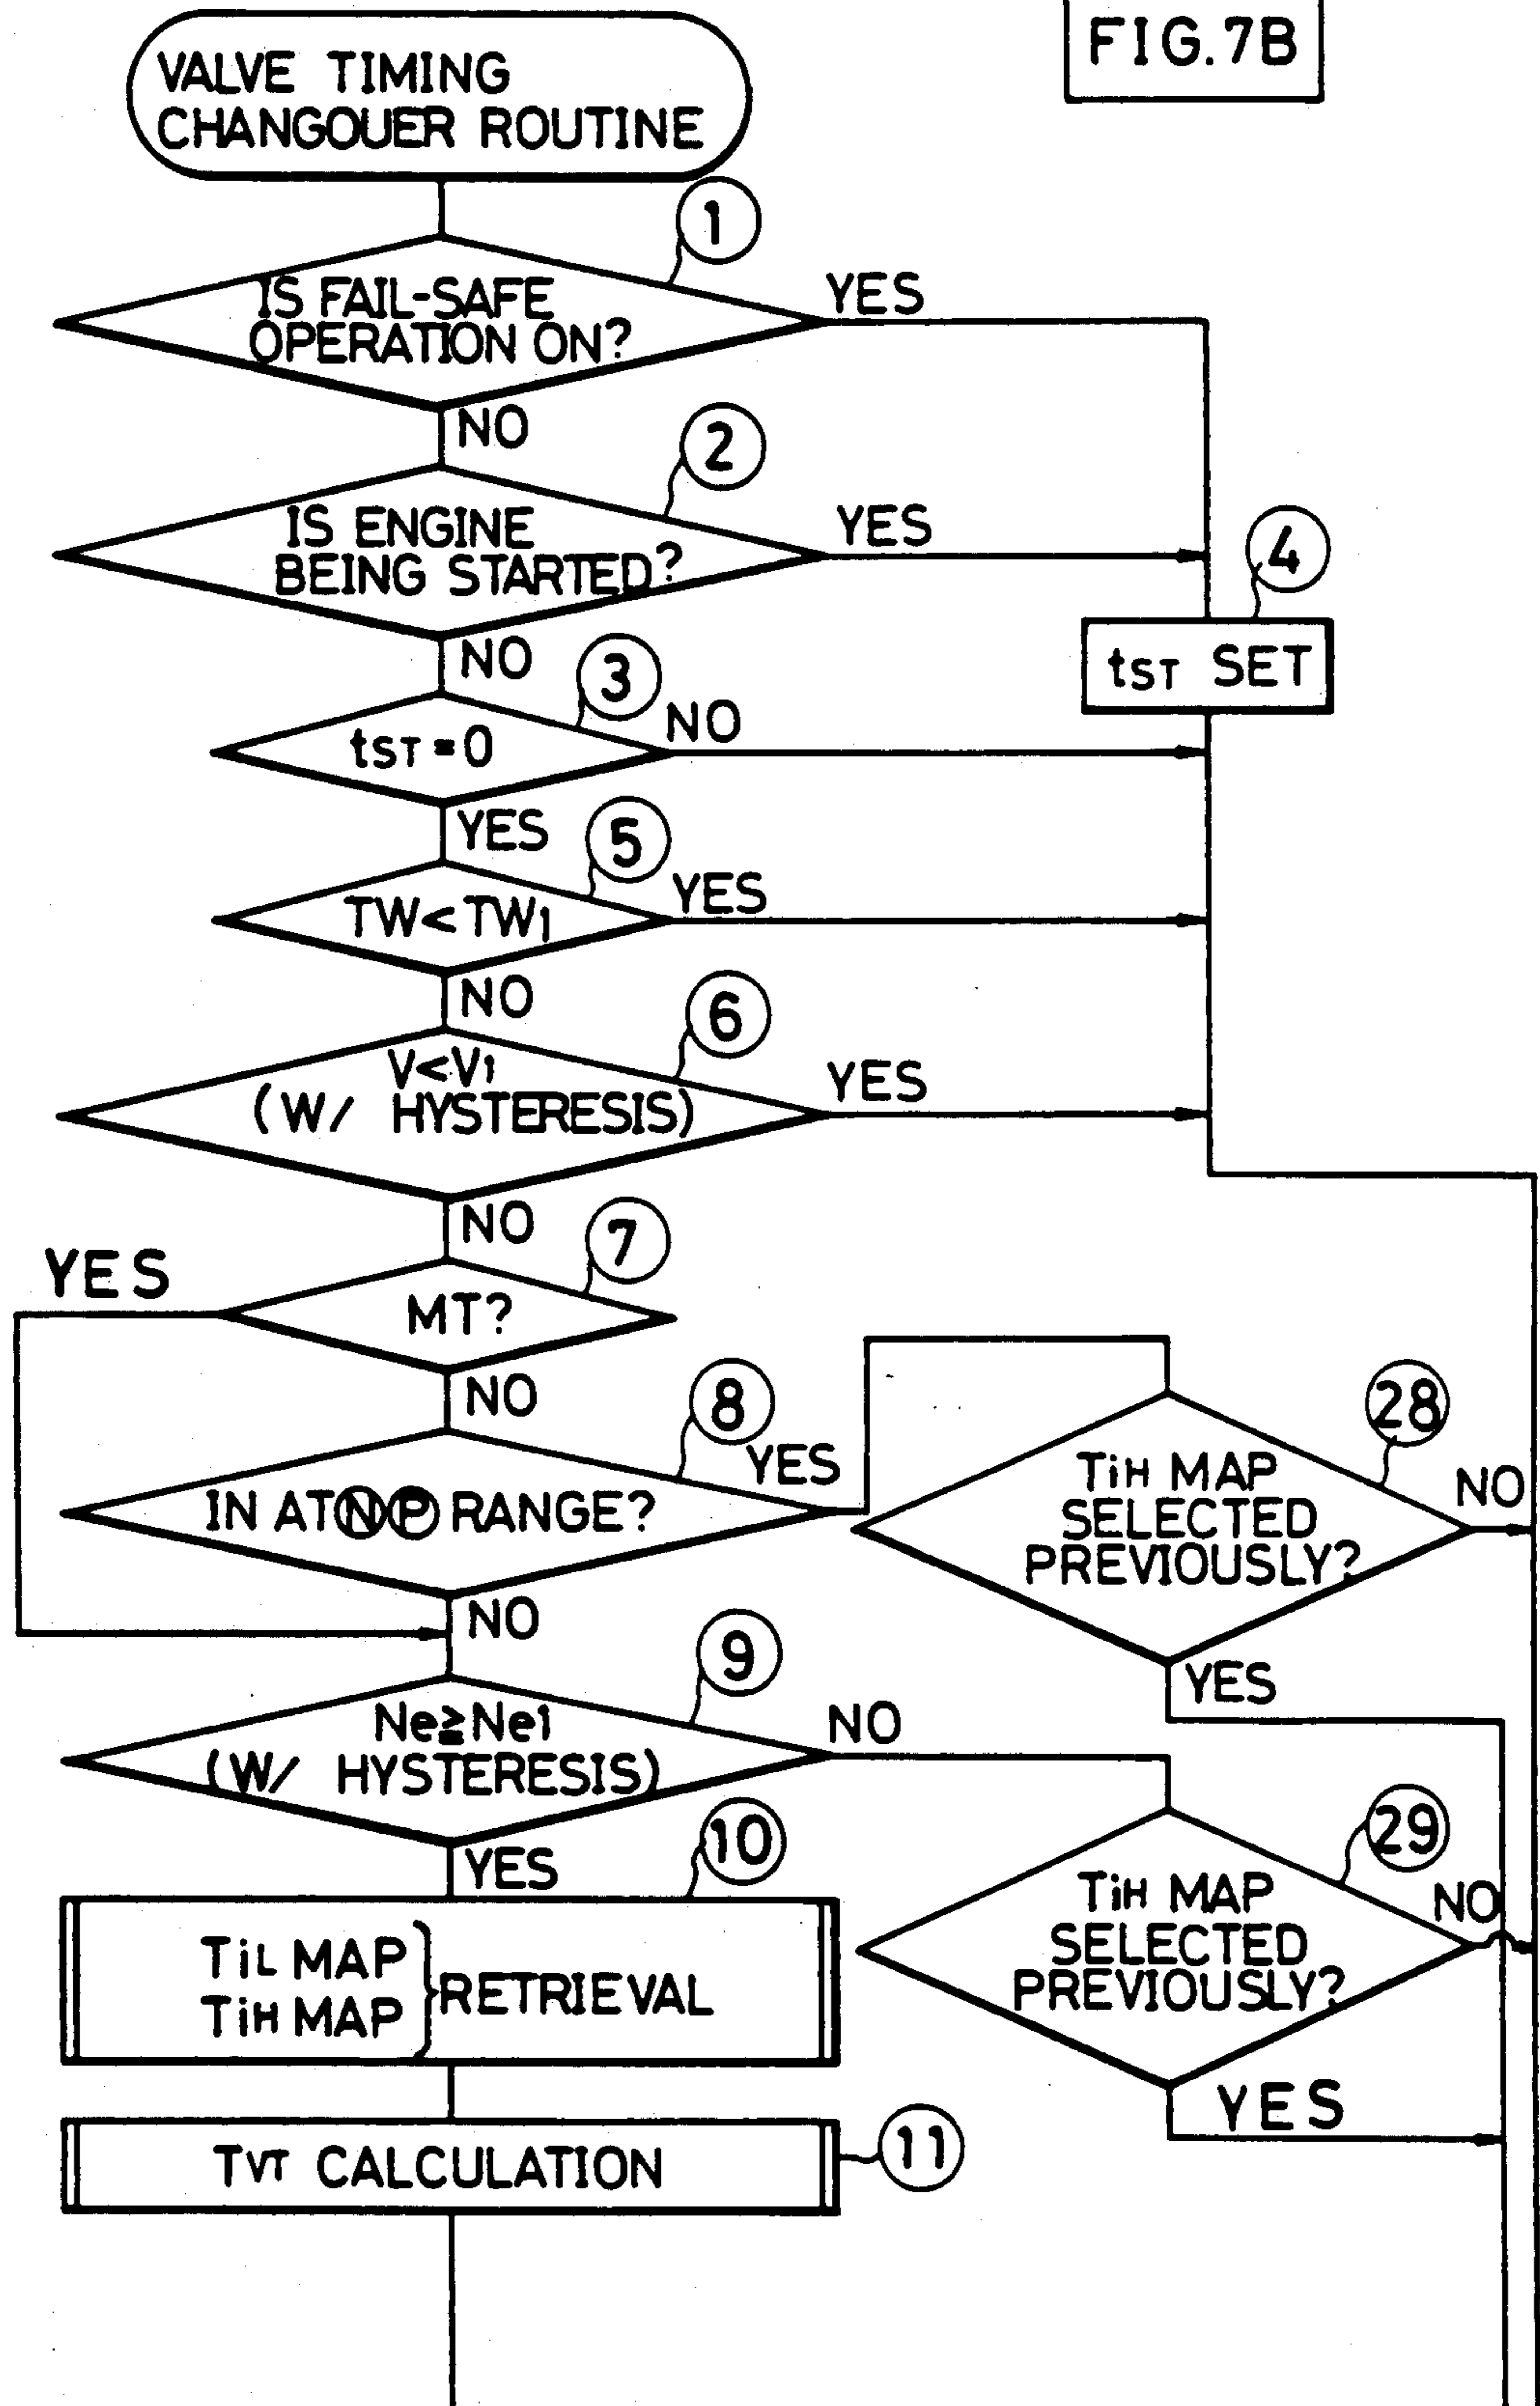 FIG.7B
VALVE TIMING
CHANGOUER ROUTINE
1
IS FAIL-SAFE
OPERATION ON?
YES
NO
2
IS ENGINE
BEING STARTED?
YES
4
tST SET
NO
3
tST=0
NO
YES
5
TW<TW1
YES
NO
6
V<V1
(W/ HYSTERESIS)
YES
NO
7
YES
MT?
NO
8
IN ATⓃⓅ RANGE?
YES
28
TiH MAP
SELECTED
PREVIOUSLY?
NO
YES
NO
9
Ne≧Ne1
(W/ HYSTERESIS)
NO
YES
29
TiH MAP
SELECTED
PREVIOUSLY?
NO
YES
10
TiL MAP
TiH MAP
RETRIEVAL
TVT CALCULATION
11